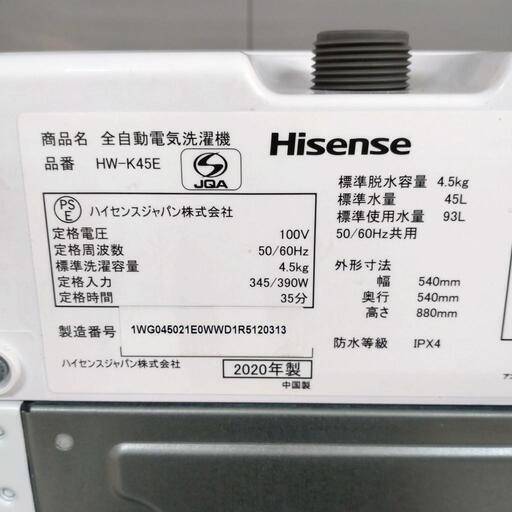 商品名 全自動電気洗濯機
品番 HW-K45E
JQA
Hisense
PS
E
ハイセンスジャパン株式会社
定格電圧 100V
定格周波数 50/60Hz
標準洗濯容量 4.5kg
定格入力 345/390W
定格時間 35分
製造番号 1WG045021E0WWD1R5120313
ハイセンスジャパン株式会社
2020年製
中国製
標準脱水容量 4.5kg
標準水量 45L
標準使用水量 93L
50/60Hz共用
外形寸法
幅 540mm
奥行 540mm
高さ 880mm
防水等級 IPX4